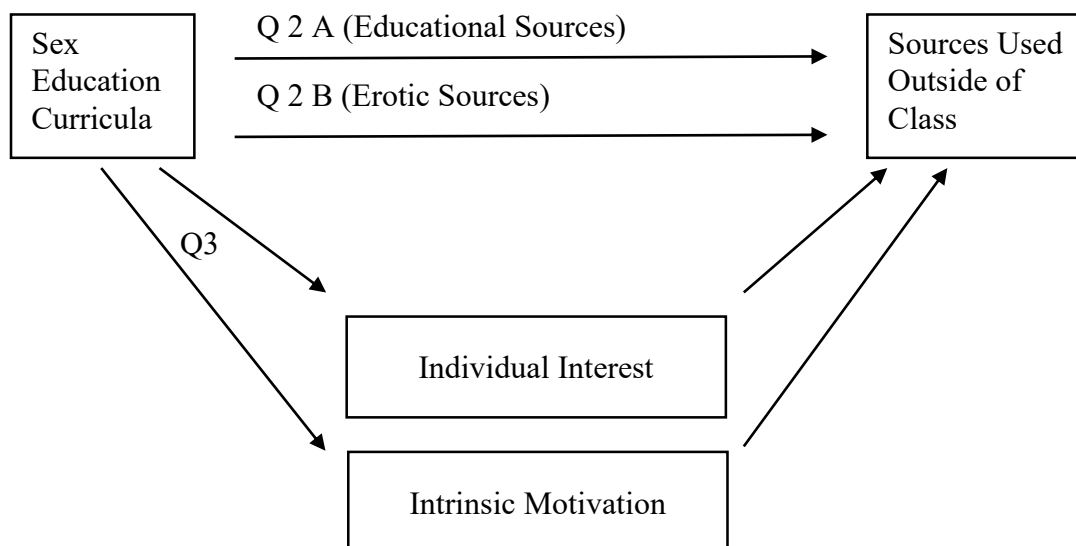 Sex
Education
Curricula
Q 2 A (Educational Sources)
Q 2 B (Erotic Sources)
Sources Used
Outside of
Class
Q3
Individual Interest
Intrinsic Motivation